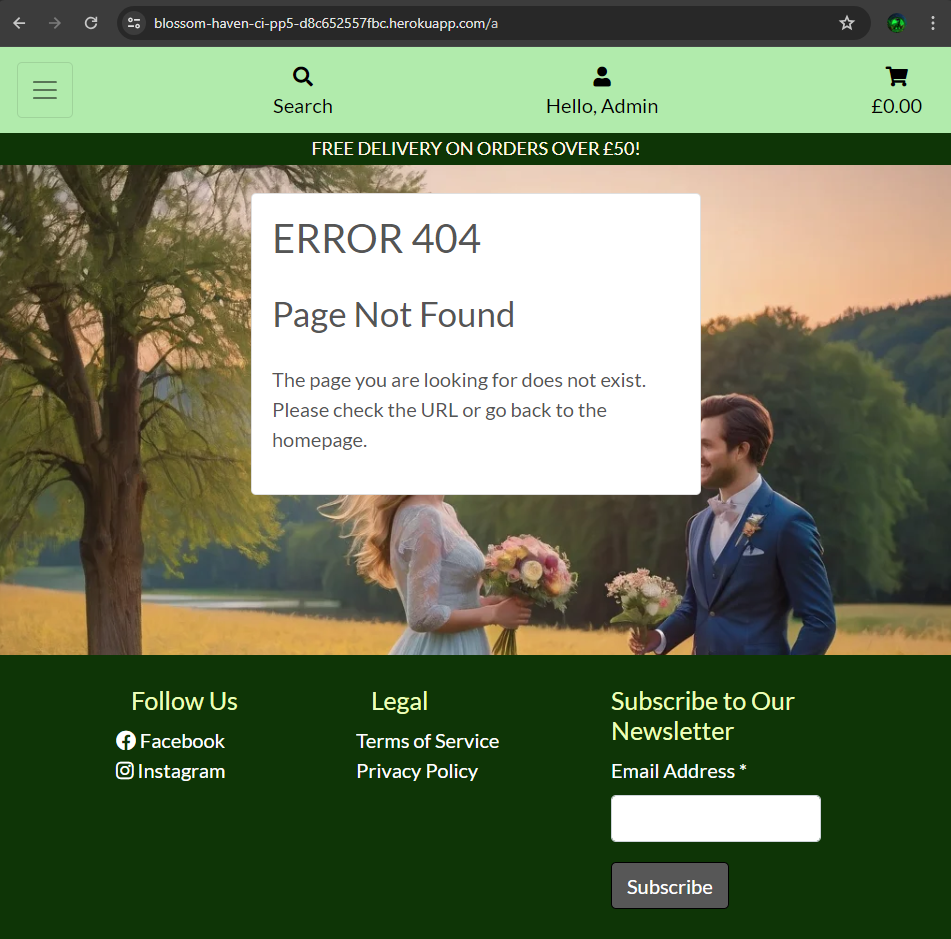 blossom-haven-ci-pp5-d8c652557fbc.herokuapp.com/a
Search
Hello, Admin
£0.00
FREE DELIVERY ON ORDERS OVER £50!
ERROR 404
Page Not Found
The page you are looking for does not exist.
Please check the URL or go back to the
homepage.
Follow Us
Facebook
Instagram
Legal
Terms of Service
Privacy Policy
Subscribe to Our
Newsletter
Email Address *
Subscribe